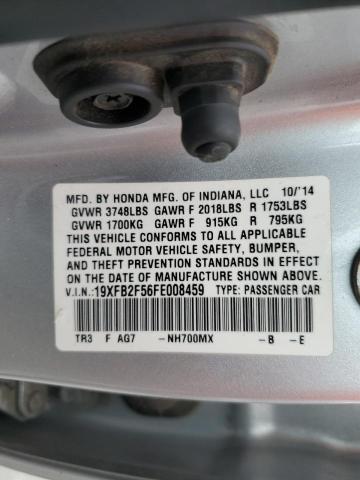 MFD. BY HONDA MFG. OF INDIANA, LLC 10/'14
GVWR 3748LBS GAWR F 2018LBS R 1753LBS
GVWR 1700KG GAWR F 915KG R 795KG
THIS VEHICLE CONFORMS TO ALL APPLICABLE
FEDERAL MOTOR VEHICLE SAFETY, BUMPER,
AND THEFT PREVENTION STANDARDS IN EFFECT
ON THE DATE OF MANUFACTURE SHOWN ABOVE.
V.I.N.:19XFB2F56FE008459 TYPE: PASSENGER CAR
TR3 F AG7 -NH700MX -B -E